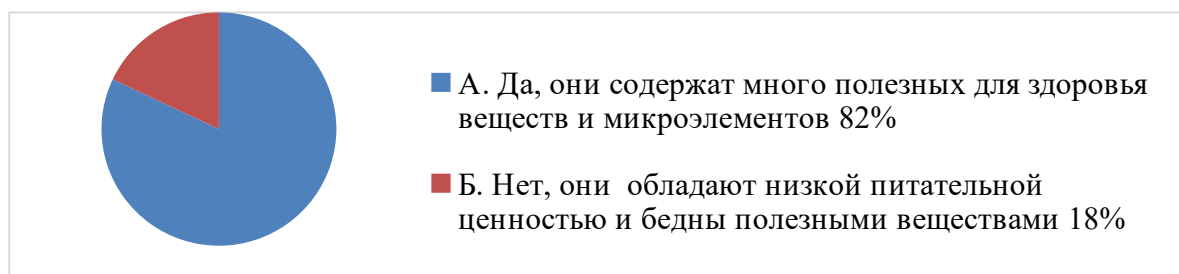 А. Да, они содержат много полезных для здоровья
веществ и микроэлементов 82%
Б. Нет, они  обладают низкой питательной
ценностью и бедны полезными веществами 18%